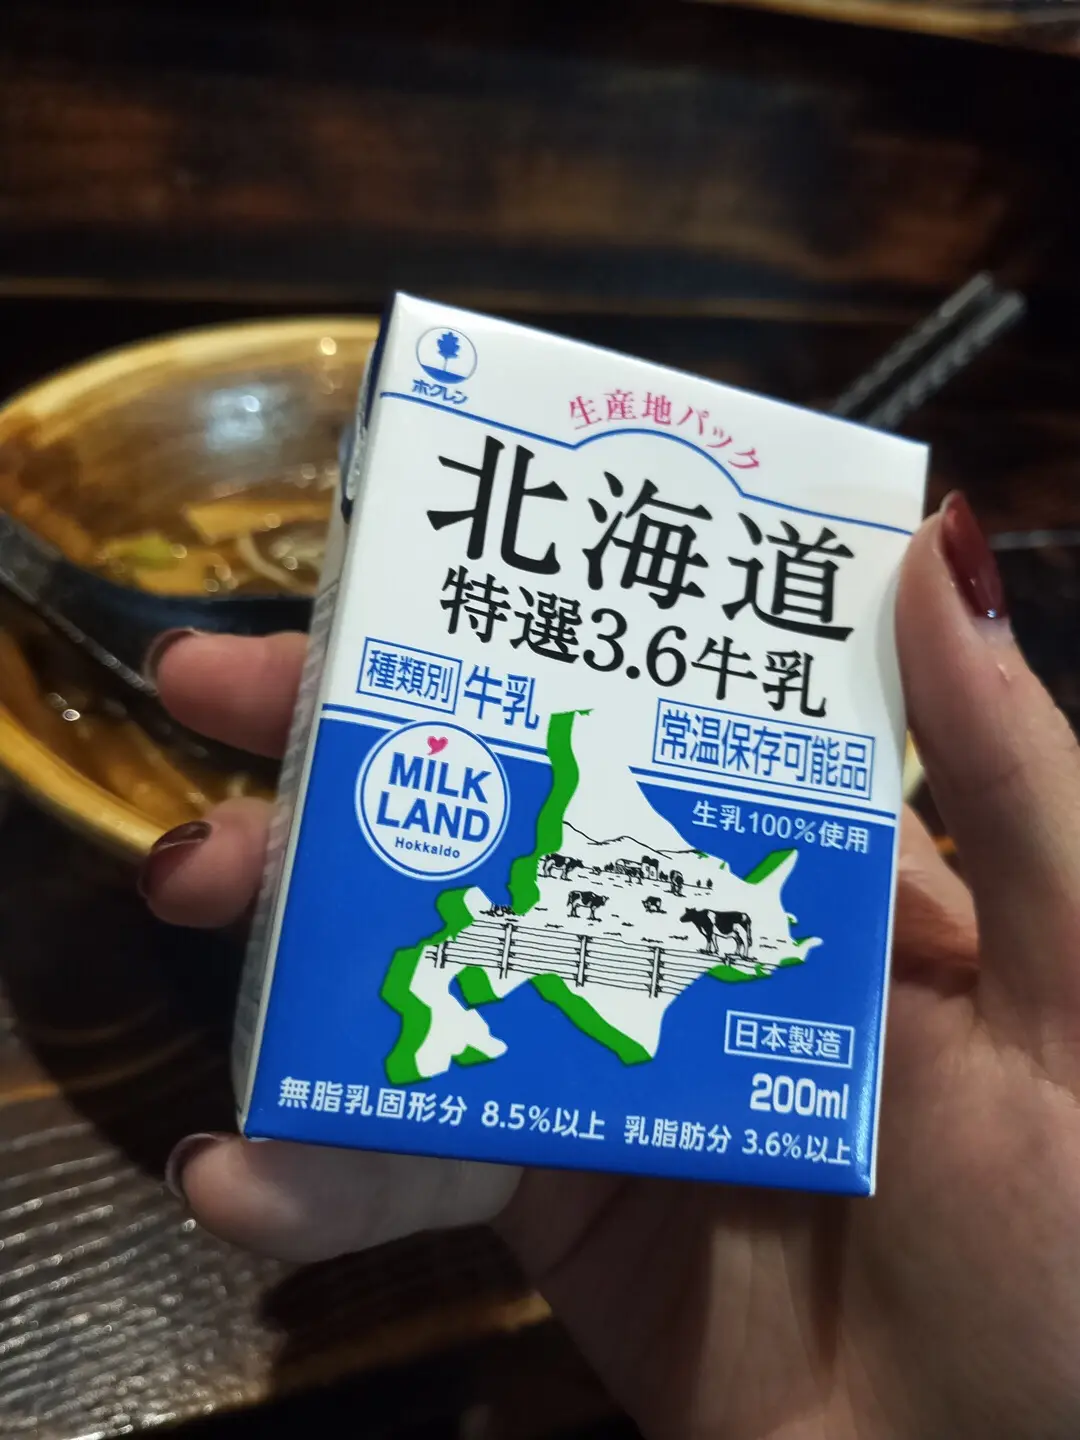 ホクレン
生産地パック
北海道
特選3.6牛乳
種類別 牛乳
常温保存可能品
生乳100%使用
MILK
LAND
Hokkaido
日本製造
200ml
無脂乳固形分 8.5%以上 乳脂肪分 3.6%以上